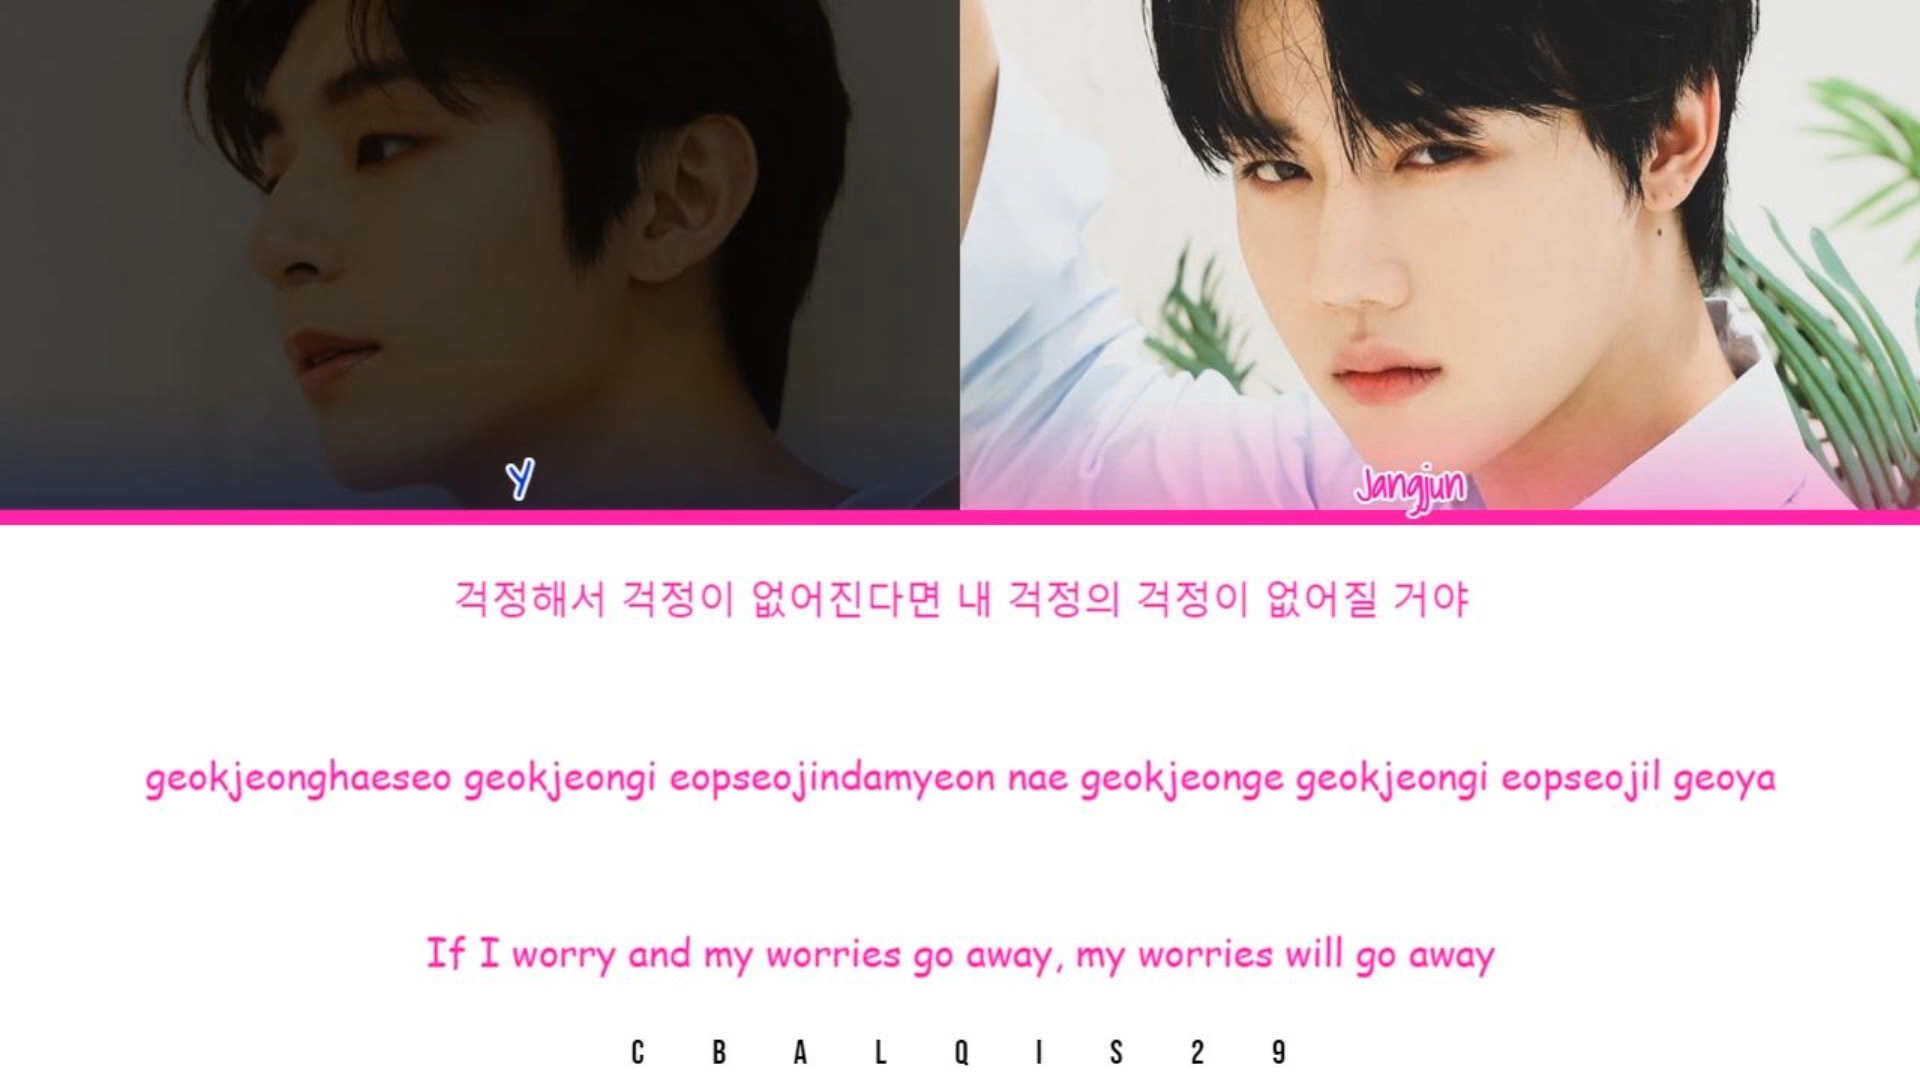 Y
Jangjun
걱정해서 걱정이 없어진다면 내 걱정의 걱정이 없어질 거야
geokjeonghaeseo geokjeongi eopseojindamyeon nae geokjeonge geokjeongi eopseojil geoya
If I worry and my worries go away, my worries will go away
CBALQIS29